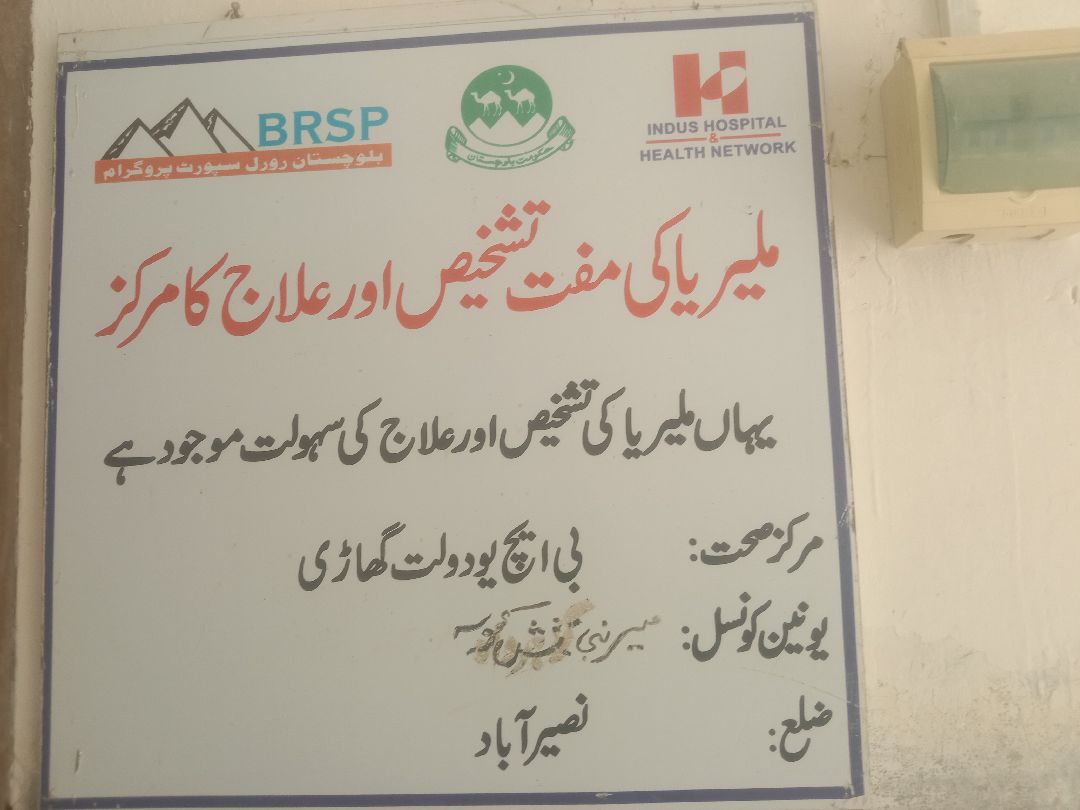 BRSP
بلوچستان رورل سپورٹ پروگرام
حکومت بلوچستان
INDUS HOSPITAL
&
HEALTH NETWORK
ملیریا کی مفت تشخیص اور علاج کا مرکز
یہاں ملیریا کی تشخیص اور علاج کی سہولت موجود ہے
مرکز صحت: بی ایچ یو دولت گھاڑی
یونین کونسل:
ضلع: نصیر آباد